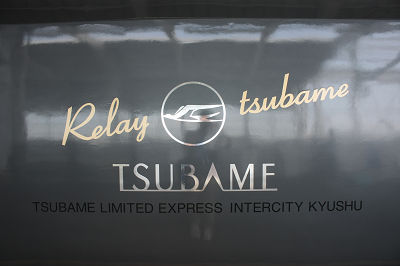 Relay tsubame
TSUBAME
TSUBAME LIMITED EXPRESS INTERCITY KYUSHU